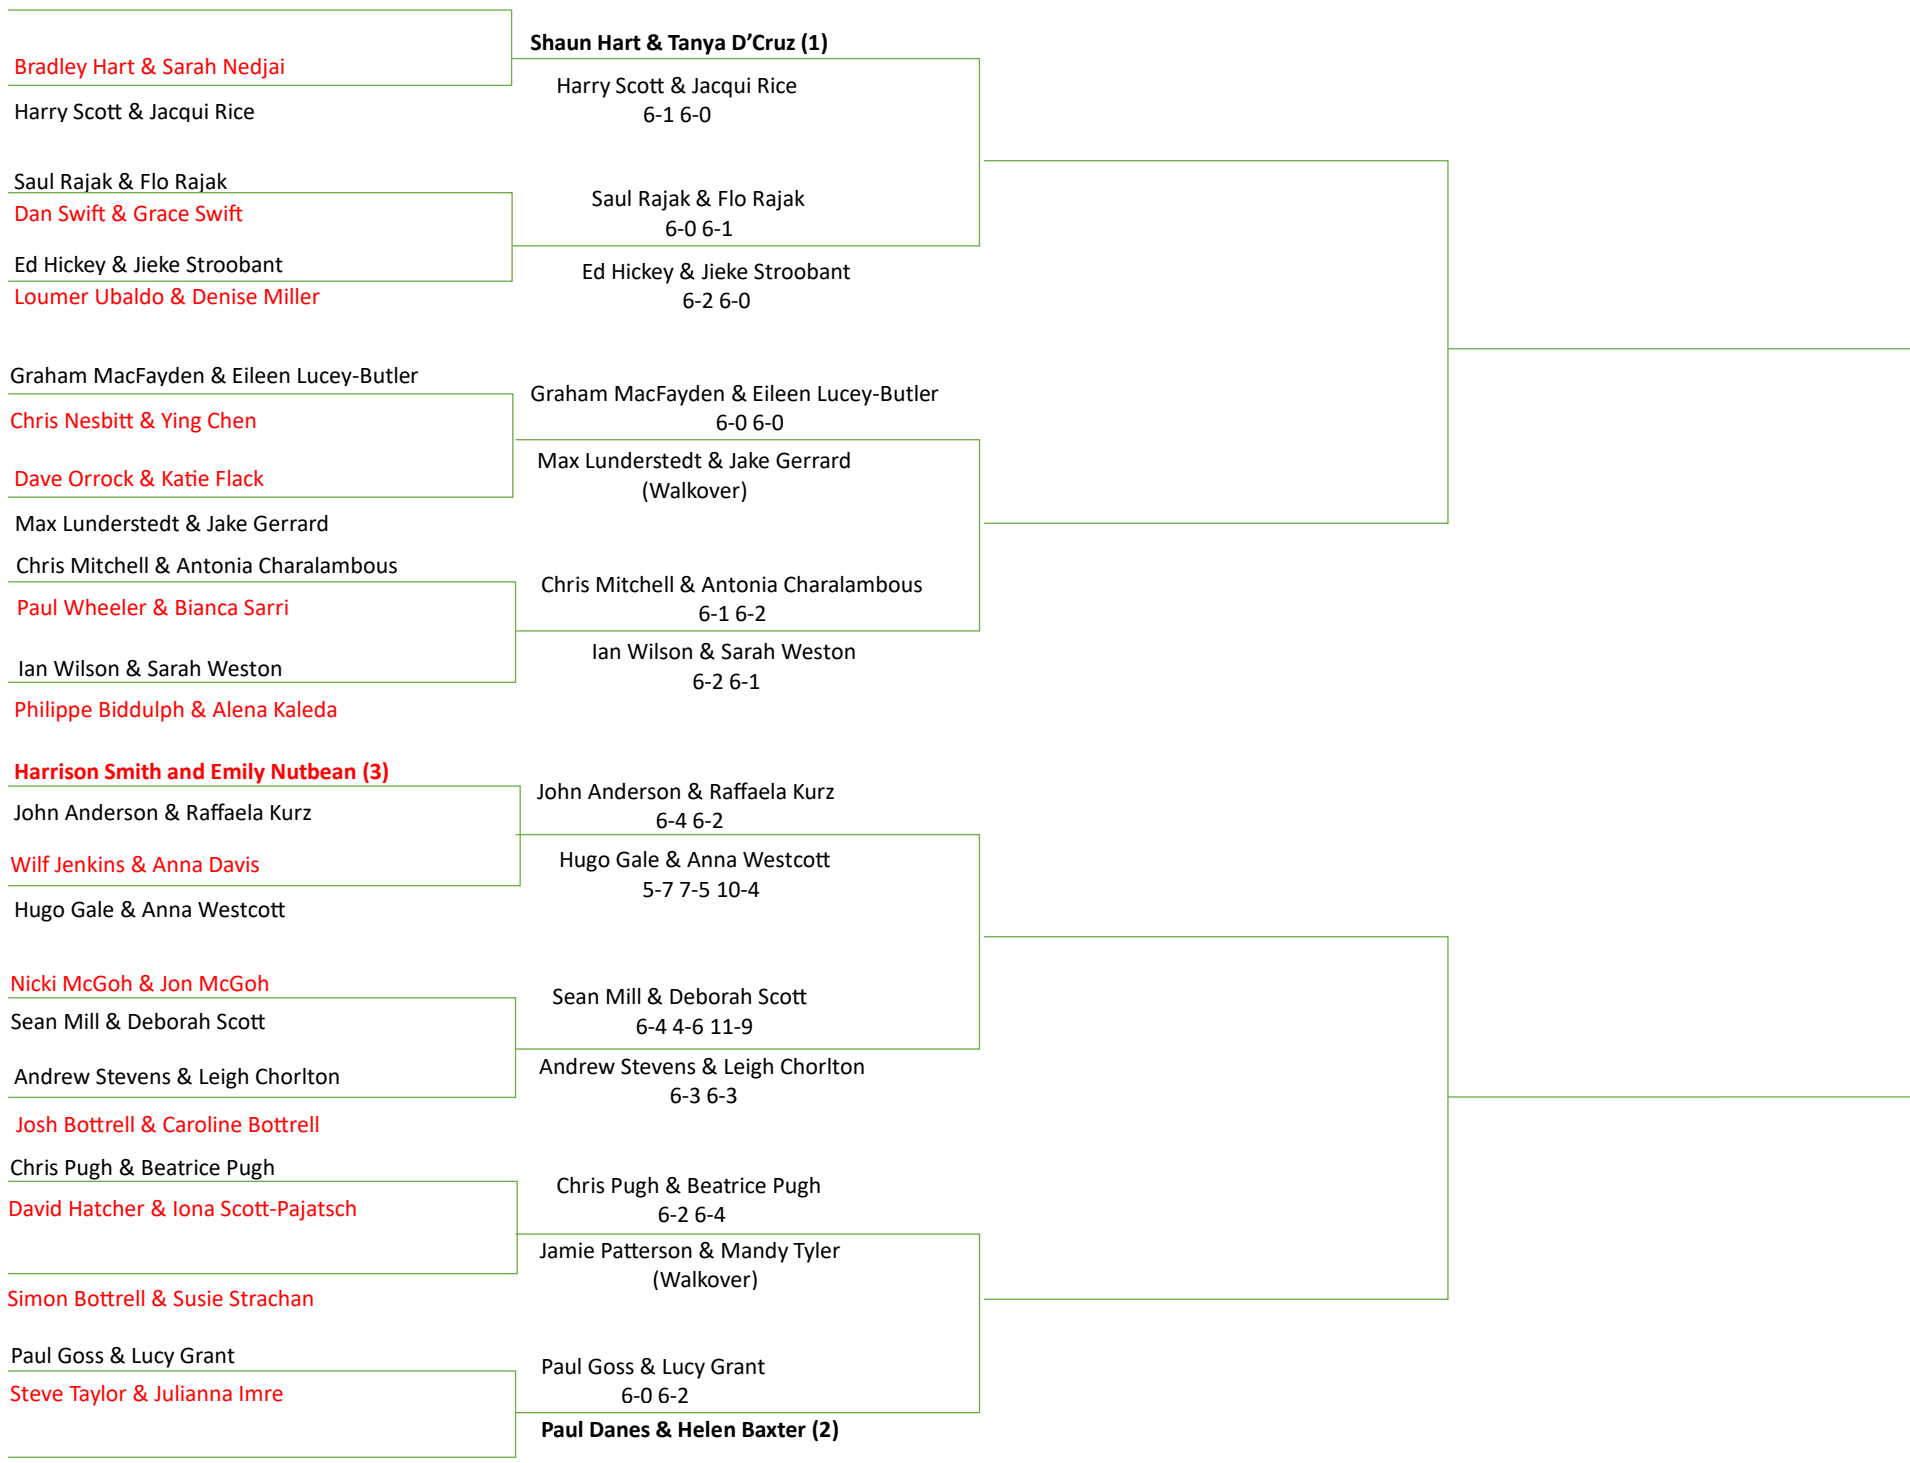 Bradley Hart & Sarah Nedjai
Harry Scott & Jacqui Rice
Saul Rajak & Flo Rajak
Dan Swift & Grace Swift
Ed Hickey & Jieke Stroobant
Loumer Ubaldo & Denise Miller
Graham MacFayden & Eileen Lucey-Butler
Chris Nesbitt & Ying Chen
Dave Orrock & Katie Flack
Max Lunderstedt & Jake Gerrard
Chris Mitchell & Antonia Charalambous
Paul Wheeler & Bianca Sarri
Ian Wilson & Sarah Weston
Philippe Biddulph & Alena Kaleda
Harrison Smith and Emily Nutbean (3)
John Anderson & Raffaela Kurz
Wilf Jenkins & Anna Davis
Hugo Gale & Anna Westcott
Nicki McGoh & Jon McGoh
Sean Mill & Deborah Scott
Andrew Stevens & Leigh Chorlton
Josh Bottrell & Caroline Bottrell
Chris Pugh & Beatrice Pugh
David Hatcher & Iona Scott-Pajatsch
Simon Bottrell & Susie Strachan
Paul Goss & Lucy Grant
Steve Taylor & Julianna Imre
Shaun Hart & Tanya D’Cruz (1)
Harry Scott & Jacqui Rice
6-1 6-0
Saul Rajak & Flo Rajak
6-0 6-1
Ed Hickey & Jieke Stroobant
6-2 6-0
Graham MacFayden & Eileen Lucey-Butler
6-0 6-0
Max Lunderstedt & Jake Gerrard
(Walkover)
Chris Mitchell & Antonia Charalambous
6-1 6-2
Ian Wilson & Sarah Weston
6-2 6-1
John Anderson & Raffaela Kurz
6-4 6-2
Hugo Gale & Anna Westcott
5-7 7-5 10-4
Sean Mill & Deborah Scott
6-4 4-6 11-9
Andrew Stevens & Leigh Chorlton
6-3 6-3
Chris Pugh & Beatrice Pugh
6-2 6-4
Jamie Patterson & Mandy Tyler
(Walkover)
Paul Goss & Lucy Grant
6-0 6-2
Paul Danes & Helen Baxter (2)